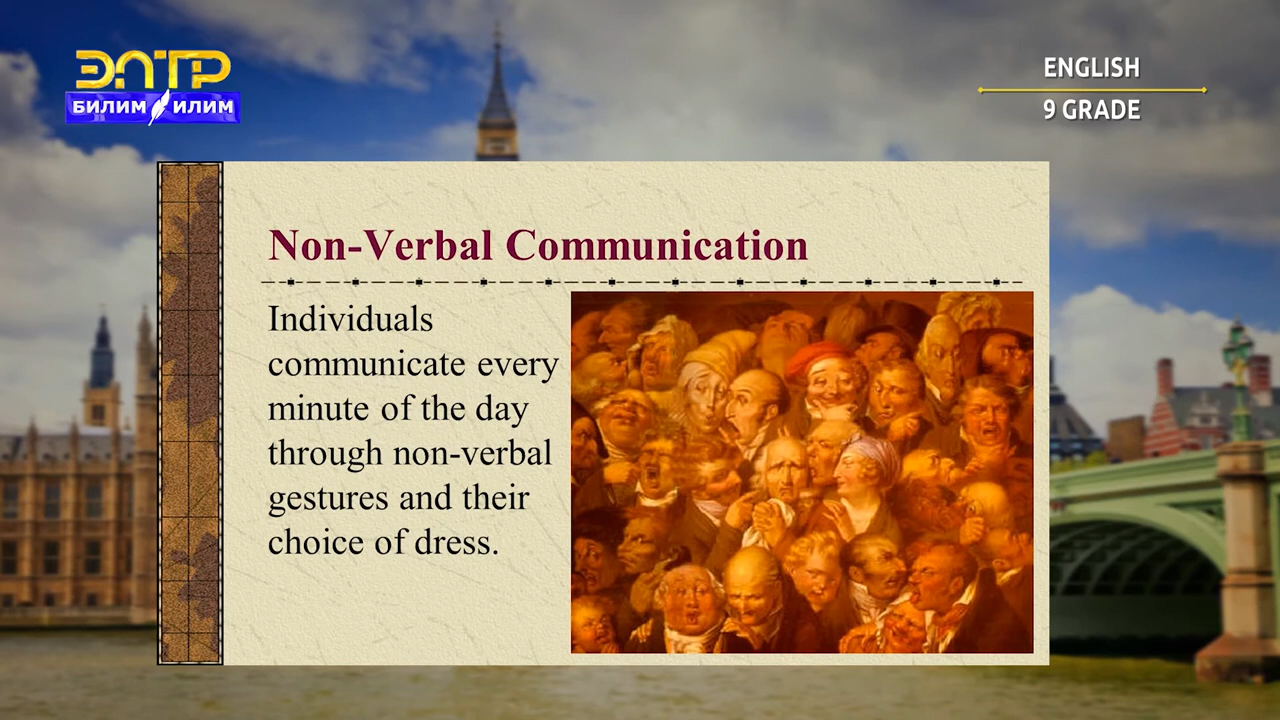 ЭЛТР
БИЛИМ ИЛИМ
ENGLISH
9 GRADE
Non-Verbal Communication
Individuals
communicate every
minute of the day
through non-verbal
gestures and their
choice of dress.